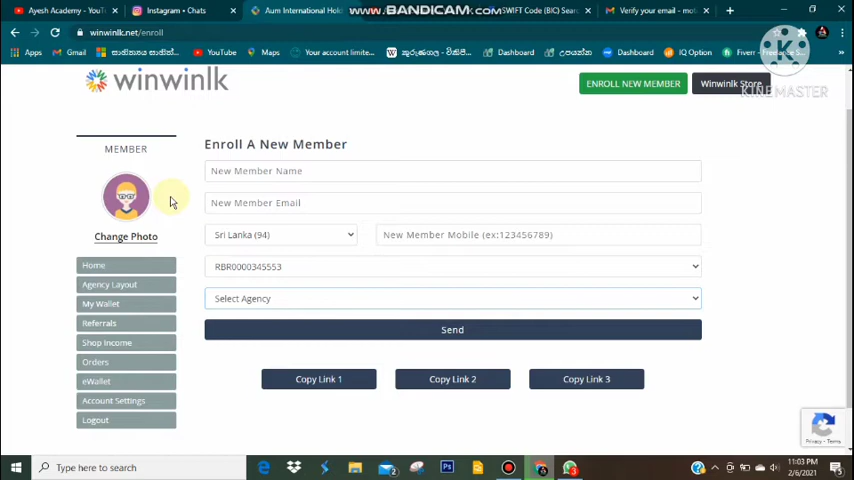 Ayesh Academy - YouTube
Instagram • Chats
Aum International Hold
WWW.BANDICAM.COM
SWIFT Code (BIC) Sear
Verify your email - mot
winwinlk.net/enroll
Apps
Gmail
YouTube
Maps
Your account limite...
Dashboard
උපයන්න
Dashboard
IQ Option
Fiverr - Freelance S
winwinlk
ENROLL NEW MEMBER
Winwinlk Store
KINEMASTER
MEMBER
Change Photo
Home
Agency Layout
My Wallet
Referrals
Shop Income
Orders
eWallet
Account Settings
Logout
Enroll A New Member
New Member Name
New Member Email
Sri Lanka (94)
New Member Mobile (ex:123456789)
RBR0000345553
Select Agency
Send
Copy Link 1
Copy Link 2
Copy Link 3
Privacy - Terms
Type here to search
11:03 PM
2/6/2021